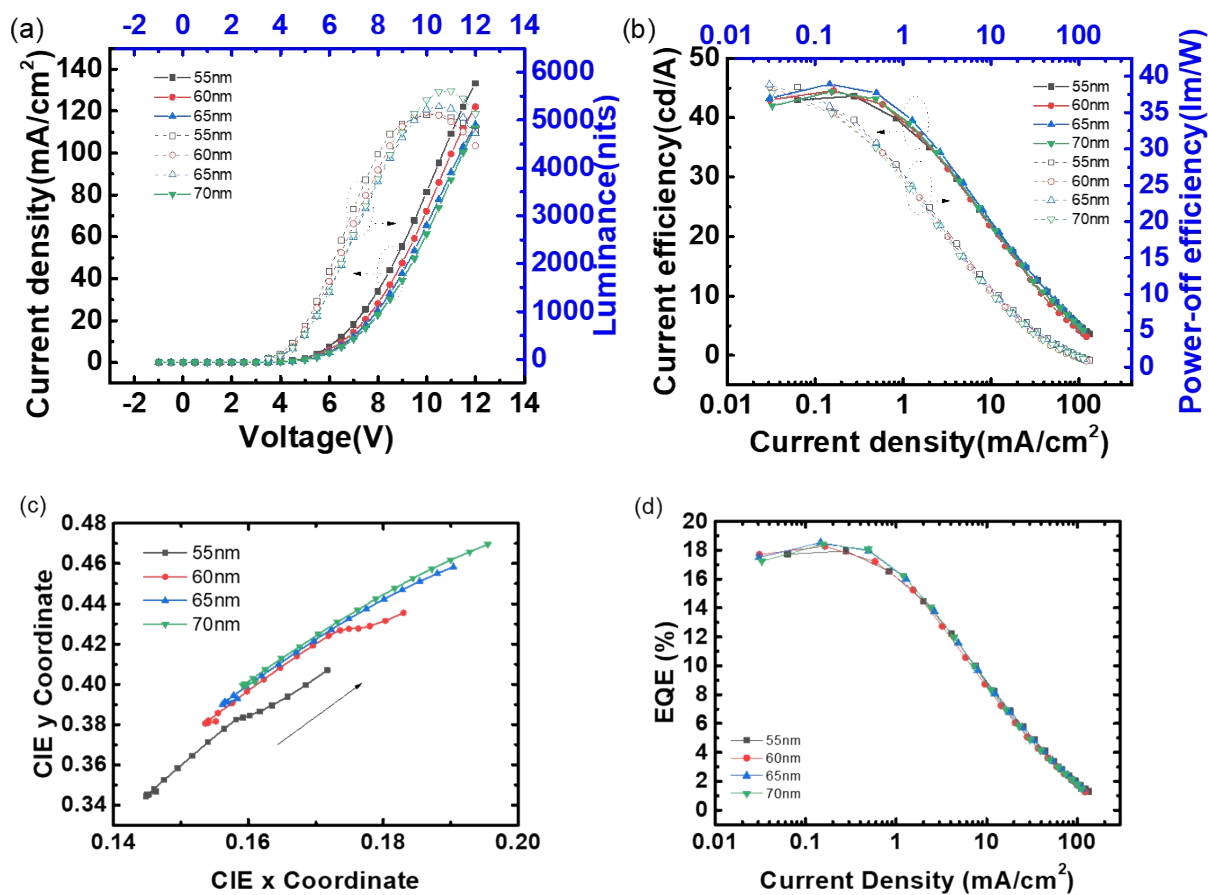 (a)
-2 0 2 4 6 8 10 12 14
Current density(mA/cm²)
140
120
100
80
60
40
20
0
55nm
60nm
65nm
70nm
55nm
60nm
65nm
70nm
6000
5000
4000
3000
2000
1000
0
Luminance(nits)
-2 0 2 4 6 8 10 12 14
Voltage(V)
(b)
0.01 0.1 1 10 100
Current efficiency(cd/A)
50
40
30
20
10
0
55nm
60nm
65nm
70nm
55nm
60nm
65nm
70nm
40
35
30
25
20
15
10
5
0
Power-off efficiency(lm/W)
0.01 0.1 1 10 100
Current density(mA/cm²)
(c)
CIE y Coordinate
0.48
0.46
0.44
0.42
0.40
0.38
0.36
0.34
55nm
60nm
65nm
70nm
0.14 0.16 0.18 0.20
CIE x Coordinate
(d)
EQE (%)
20
18
16
14
12
10
8
6
4
2
0
55nm
60nm
65nm
70nm
0.01 0.1 1 10 100
Current Density (mA/cm²)